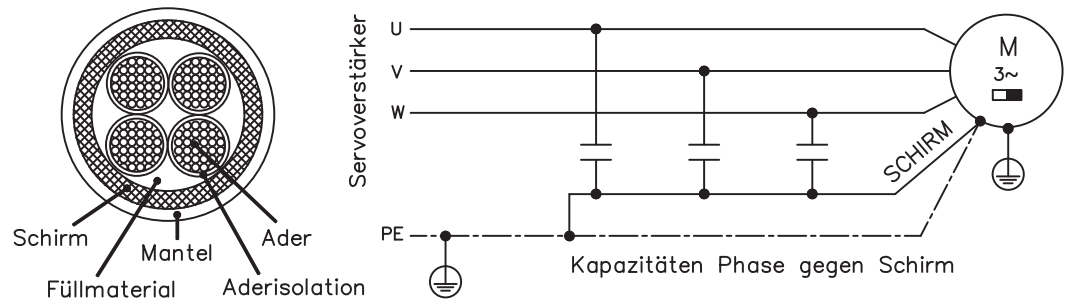 Schirm
Mantel
Ader
Füllmaterial
Aderisolation
Servoverstärker
U
V
W
PE
M
3~
SCHIRM
Kapazitäten Phase gegen Schirm